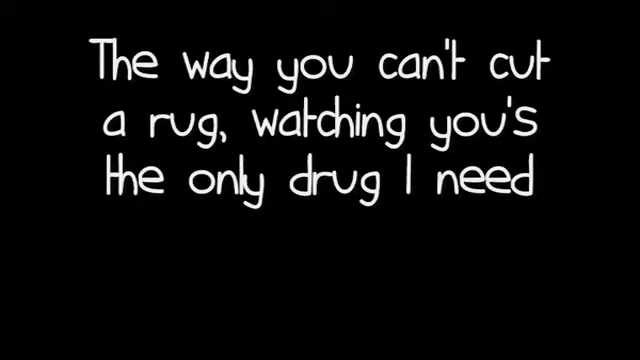 The way you can't cut
a rug, watching you's
the only drug I need